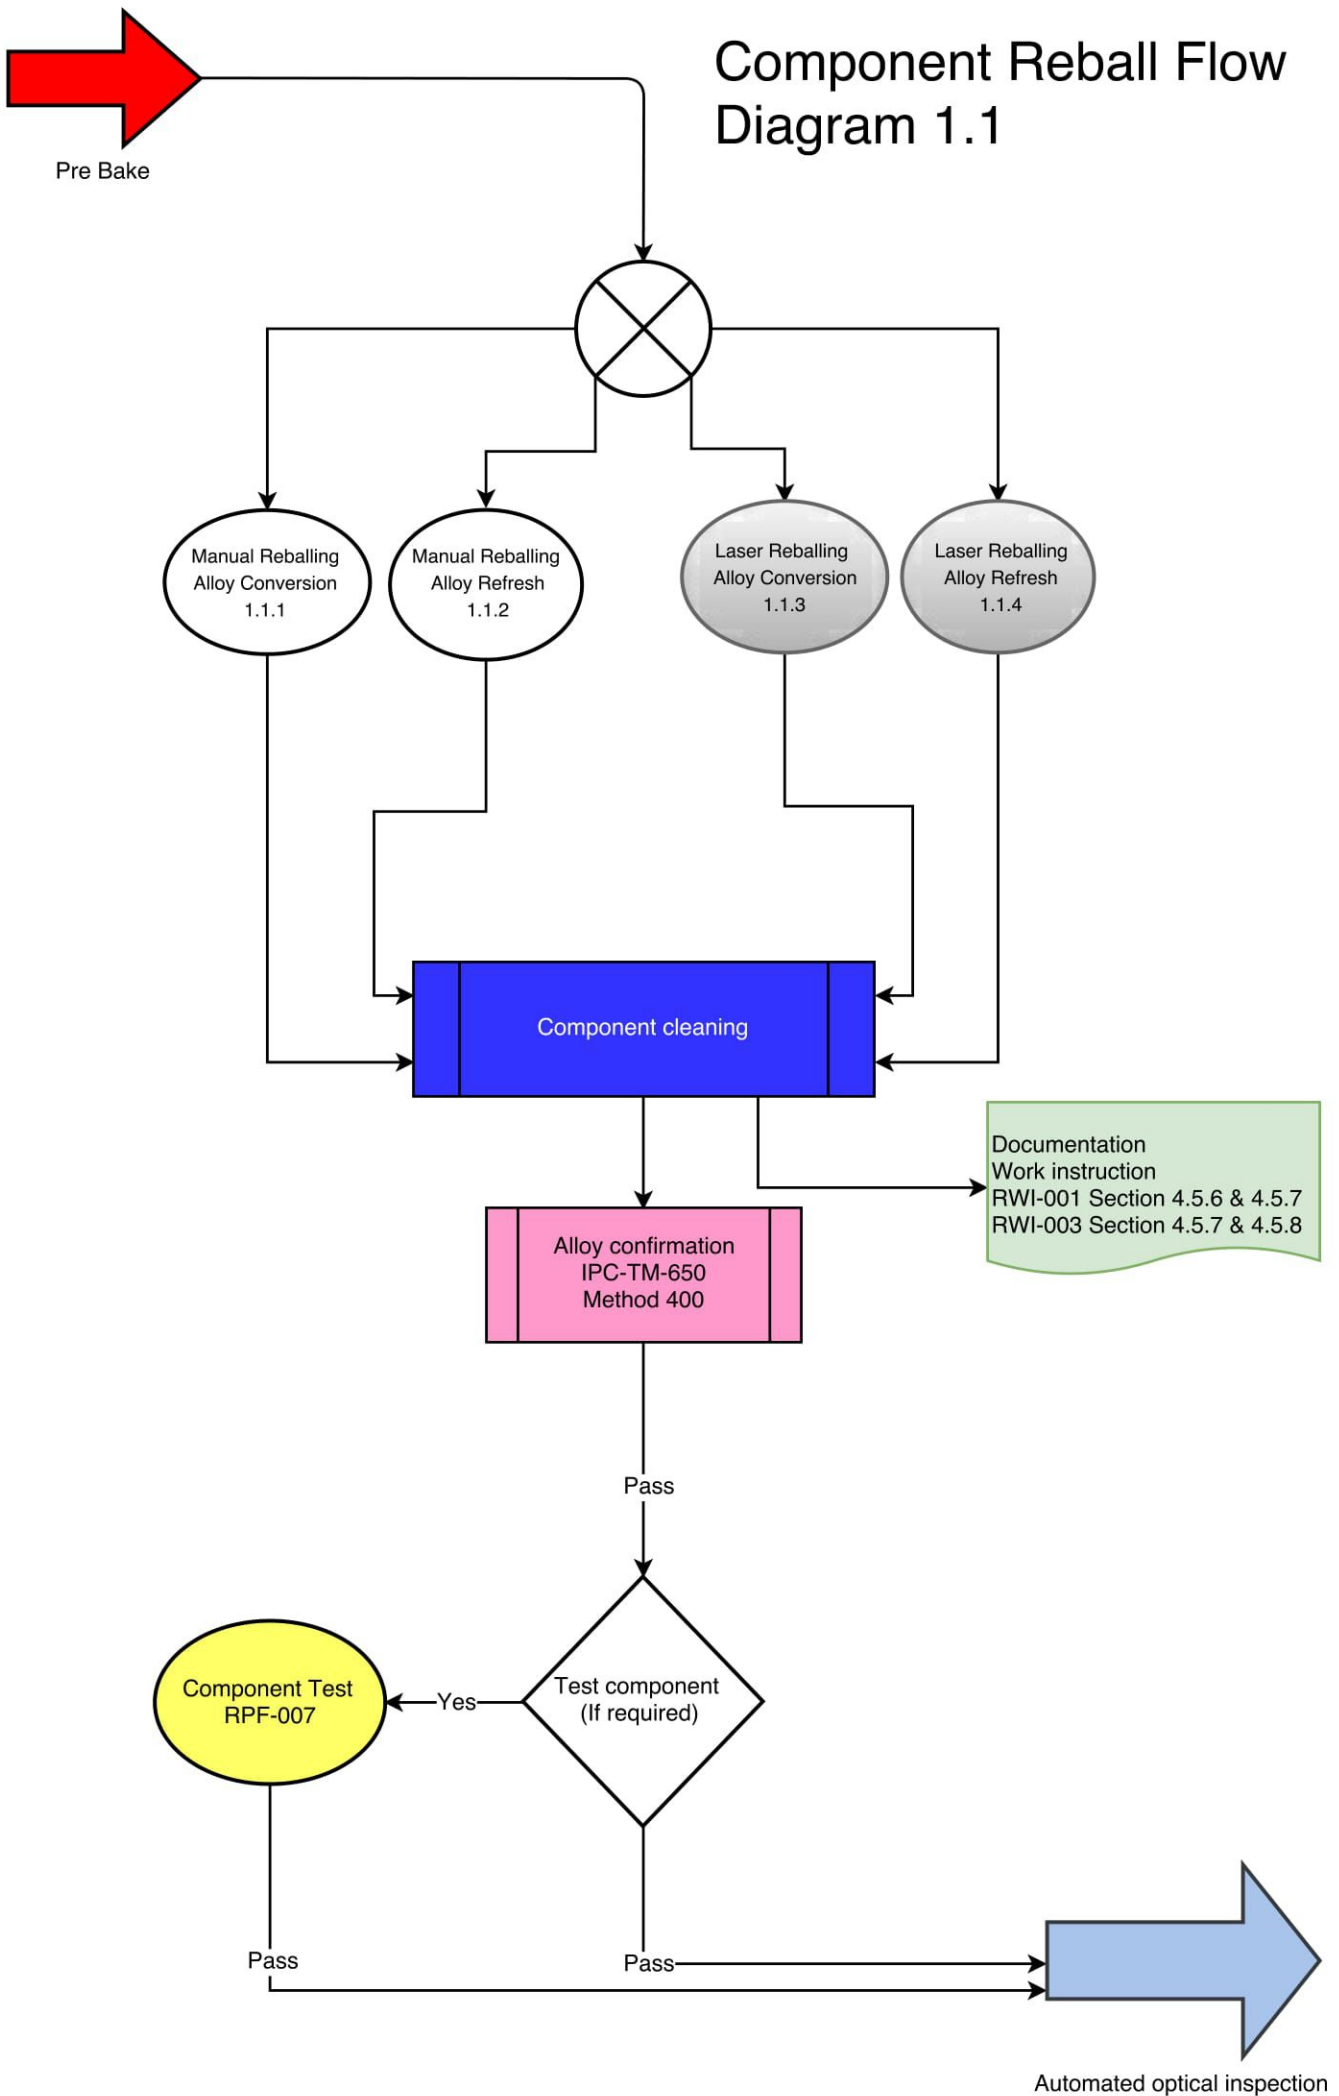 Component Reball Flow
Diagram 1.1
Pre Bake
Manual Reballing
Alloy Conversion
1.1.1
Manual Reballing
Alloy Refresh
1.1.2
Laser Reballing
Alloy Conversion
1.1.3
Laser Reballing
Alloy Refresh
1.1.4
Component cleaning
Documentation
Work instruction
RWI-001 Section 4.5.6 & 4.5.7
RWI-003 Section 4.5.7 & 4.5.8
Alloy confirmation
IPC-TM-650
Method 400
Pass
Test component
(If required)
Yes
Component Test
RPF-007
Pass
Pass
Automated optical inspection